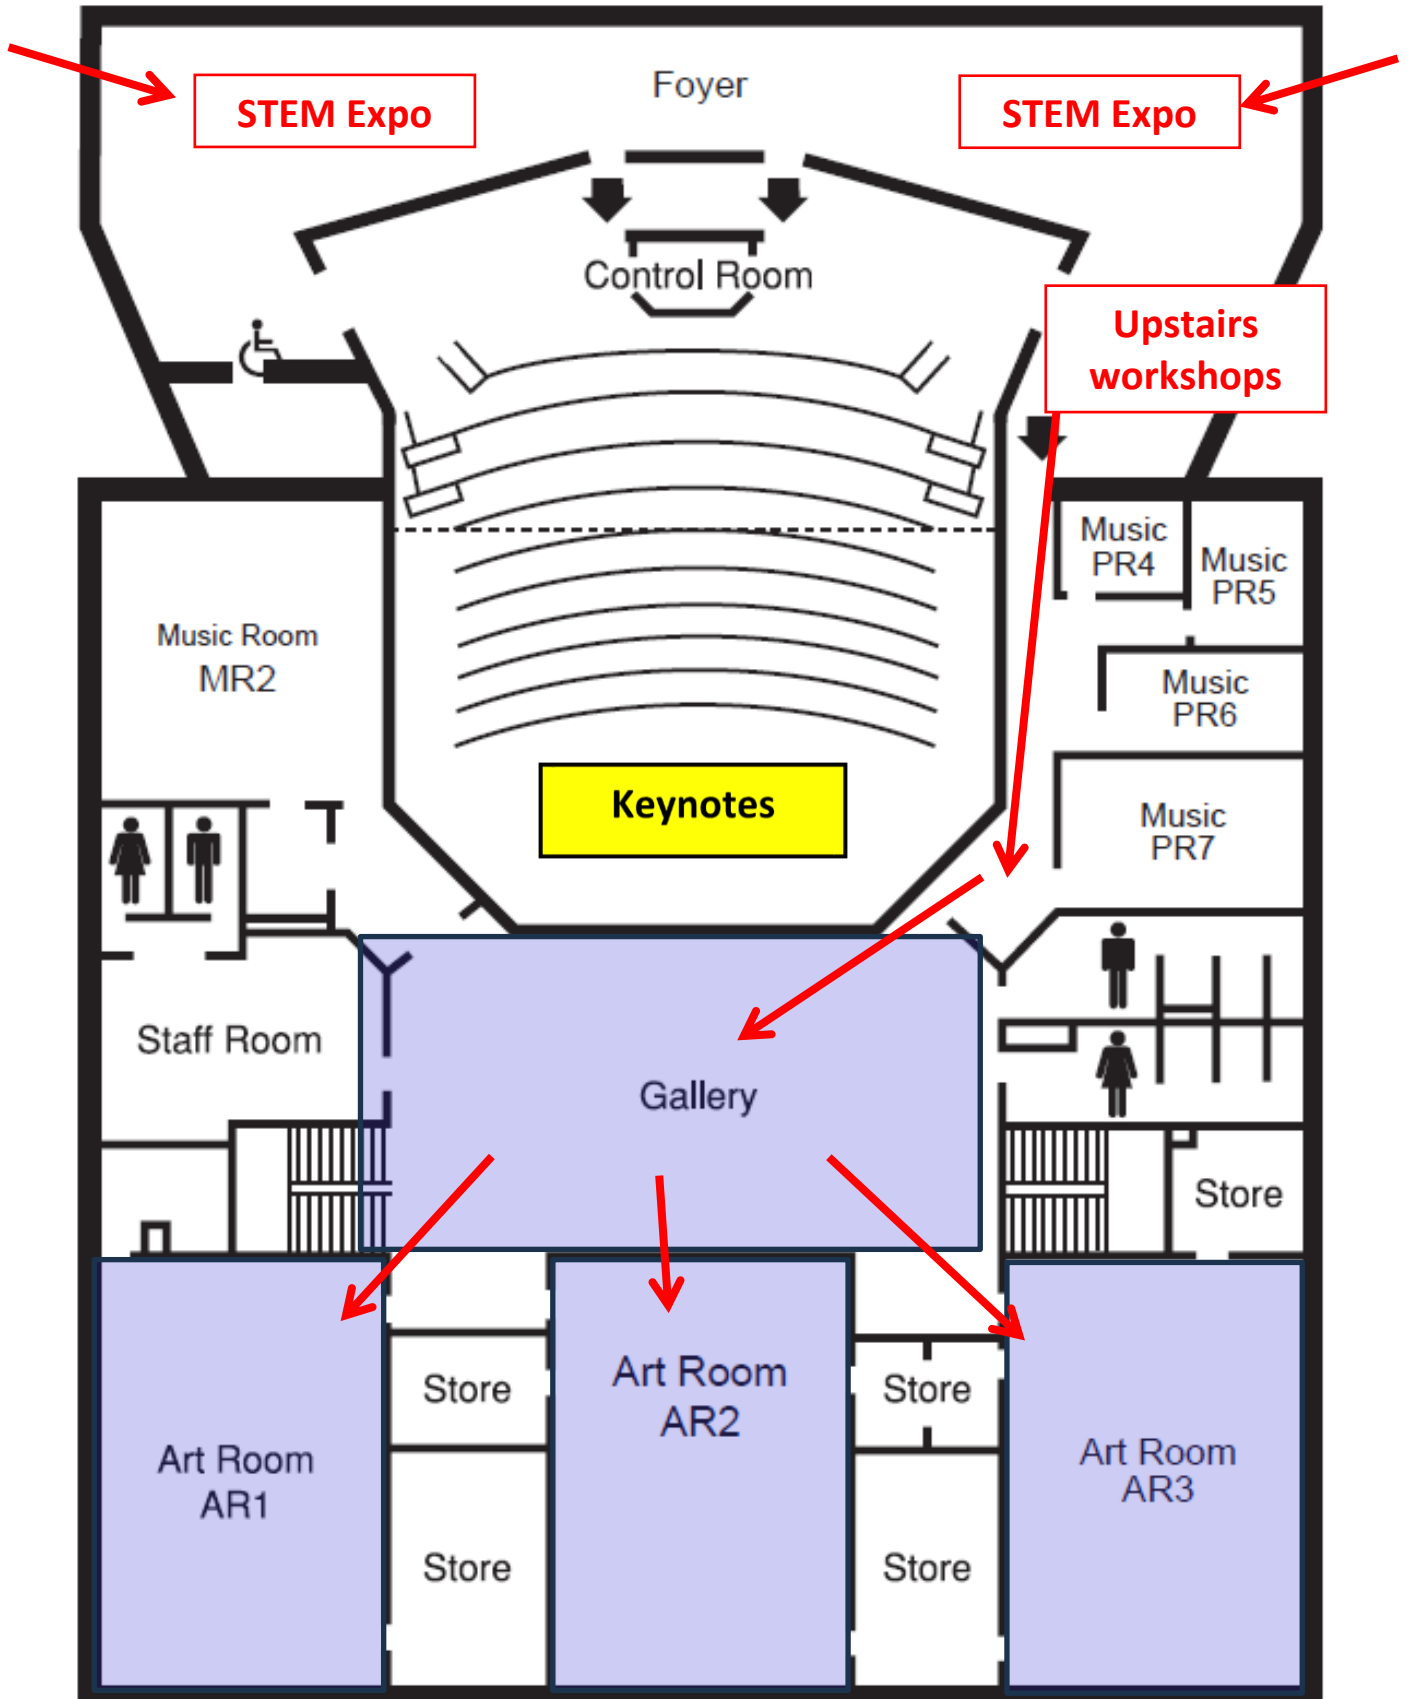 Foyer
STEM Expo
STEM Expo
Control Room
Upstairs
workshops
Music
PR4
Music
PR5
Music Room
MR2
Music
PR6
Keynotes
Music
PR7
Staff Room
Gallery
Store
Art Room
AR1
Store
Art Room
AR2
Store
Art Room
AR3
Store
Store